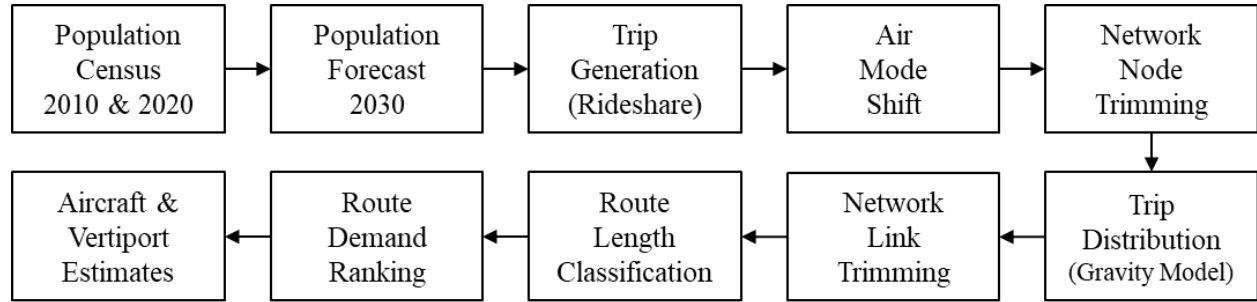 Population
Census
2010 & 2020
Population
Forecast
2030
Trip
Generation
(Rideshare)
Air
Mode
Shift
Network
Node
Trimming
Trip
Distribution
(Gravity Model)
Network
Link
Trimming
Route
Length
Classification
Route
Demand
Ranking
Aircraft &
Vertiport
Estimates